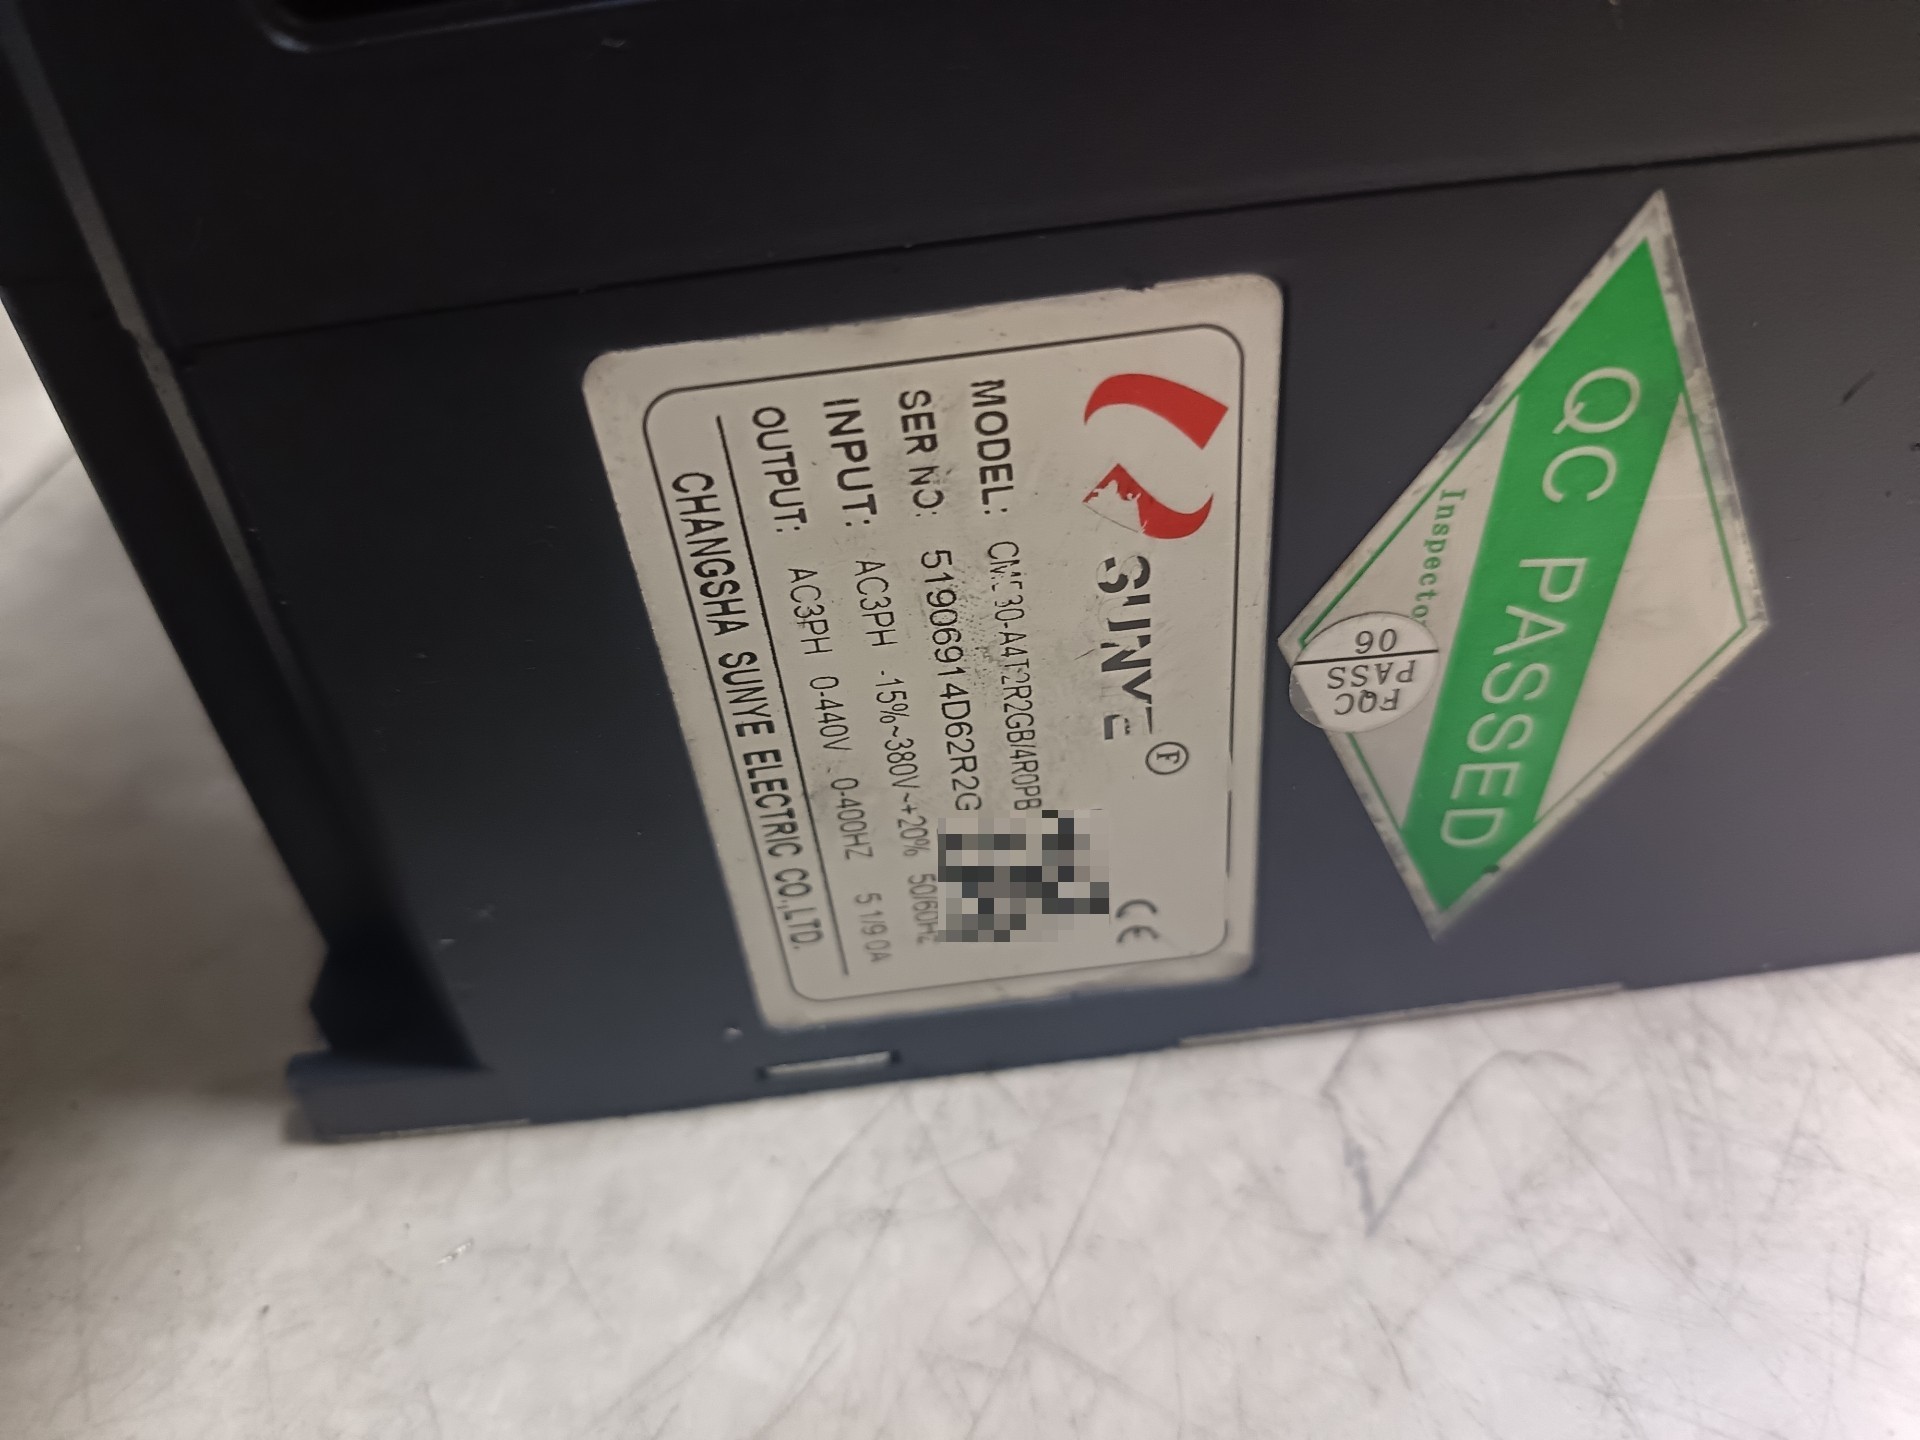 SUNYE
CE
MODEL: CME30-A4T2R2GB/4R0PB
SER NO: 51906914D62R2G
INPUT: AC3PH -15%~380V~+20% 50/60HZ
OUTPUT: AC3PH 0-440V 0-400HZ 5.1/9.0A
CHANGSHA SUNYE ELECTRIC CO.,LTD.
QC PASSED
Inspector
FQC
PASS
06